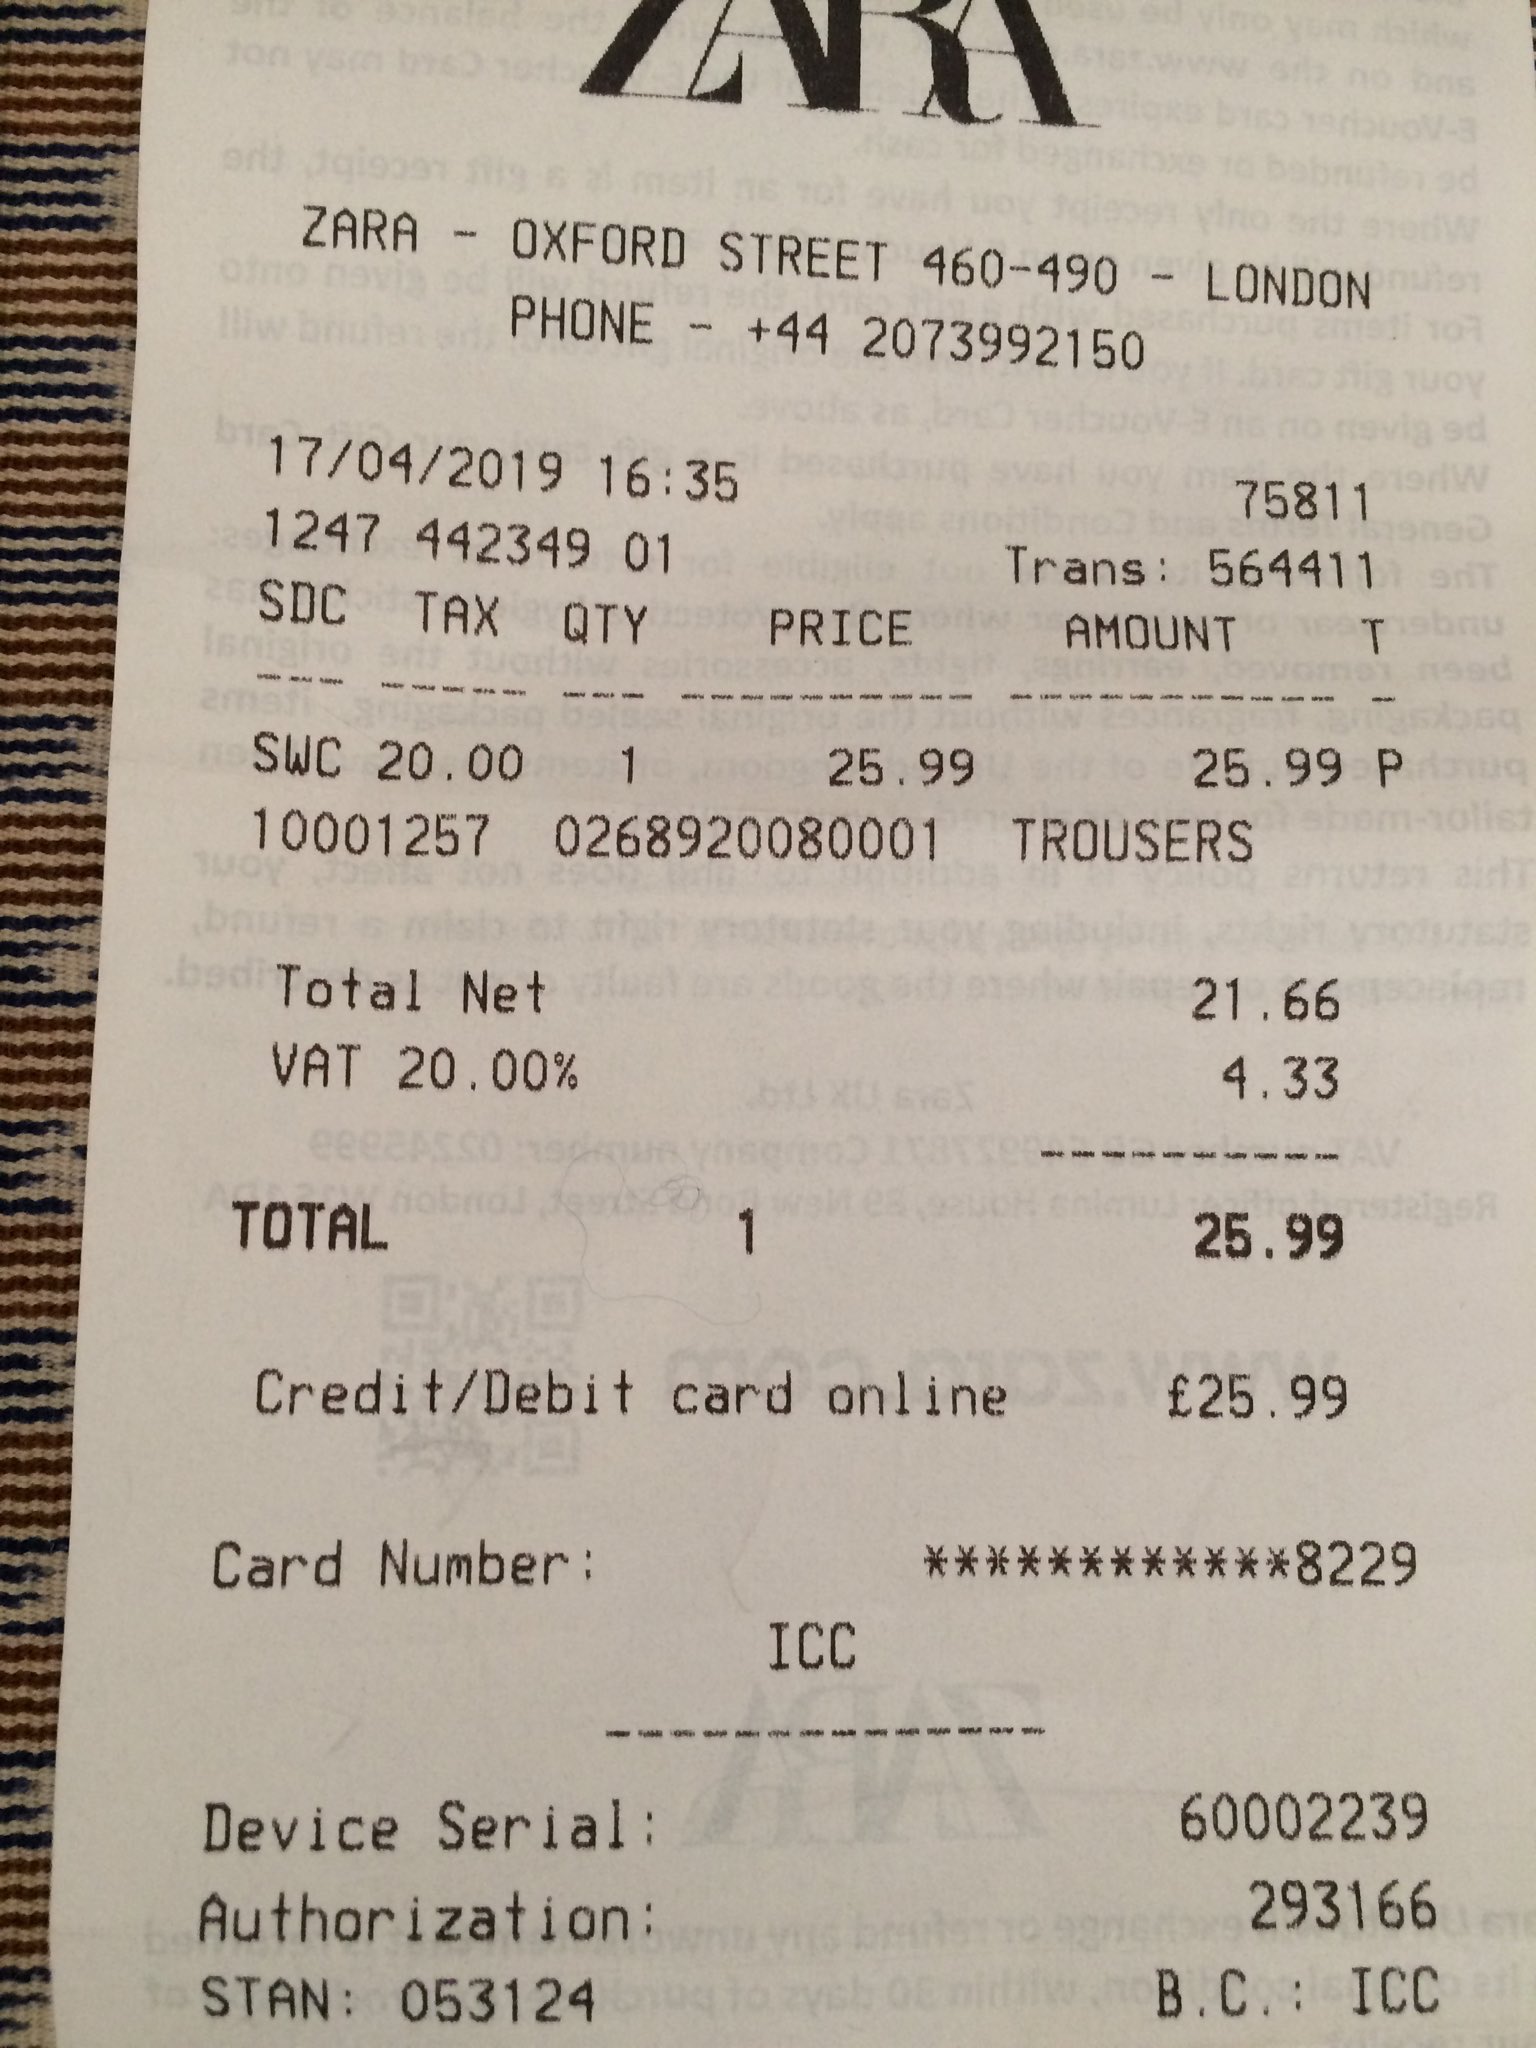 ZARA
ZARA - OXFORD STREET 460-490 - LONDON
PHONE - +44 2073992150
17/04/2019 16:35 75811
1247 442349 01 Trans: 564411
SDC TAX QTY PRICE AMOUNT T
SWC 20.00 1 25.99 25.99 P
10001257 0268920080001 TROUSERS
Total Net 21.66
VAT 20.00% 4.33
TOTAL 1 25.99
Credit/Debit card online £25.99
Card Number: ************8229
ICC
Device Serial: 60002239
Authorization: 293166
STAN: 053124 B.C.: ICC